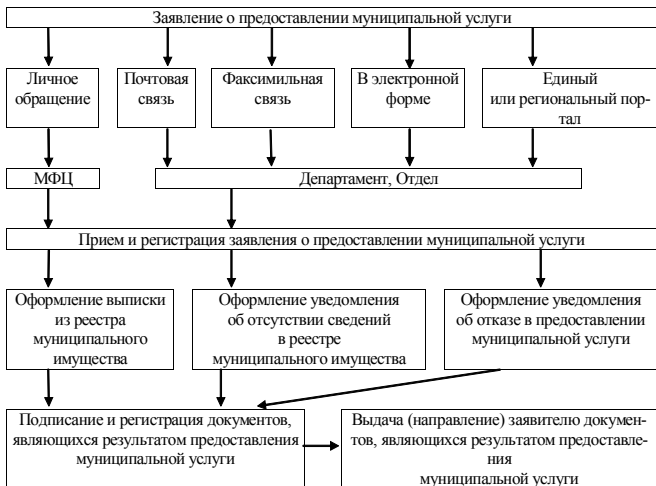 Заявление о предоставлении муниципальной услуги
Личное
обращение
Почтовая
связь
Факсимильная
связь
В электронной
форме
Единый
или региональный пор-
тал
МФЦ
Департамент, Отдел
Прием и регистрация заявления о предоставлении муниципальной услуги
Оформление выписки
из реестра
муниципального
имущества
Оформление уведомления
об отсутствии сведений
в реестре
муниципального имущества
Оформление уведомления
об отказе в предоставлении
муниципальной услуги
Подписание и регистрация документов,
являющихся результатом предоставления
муниципальной услуги
Выдача (направление) заявителю докумен-
тов, являющихся результатом предоставле-
ния
муниципальной услуги